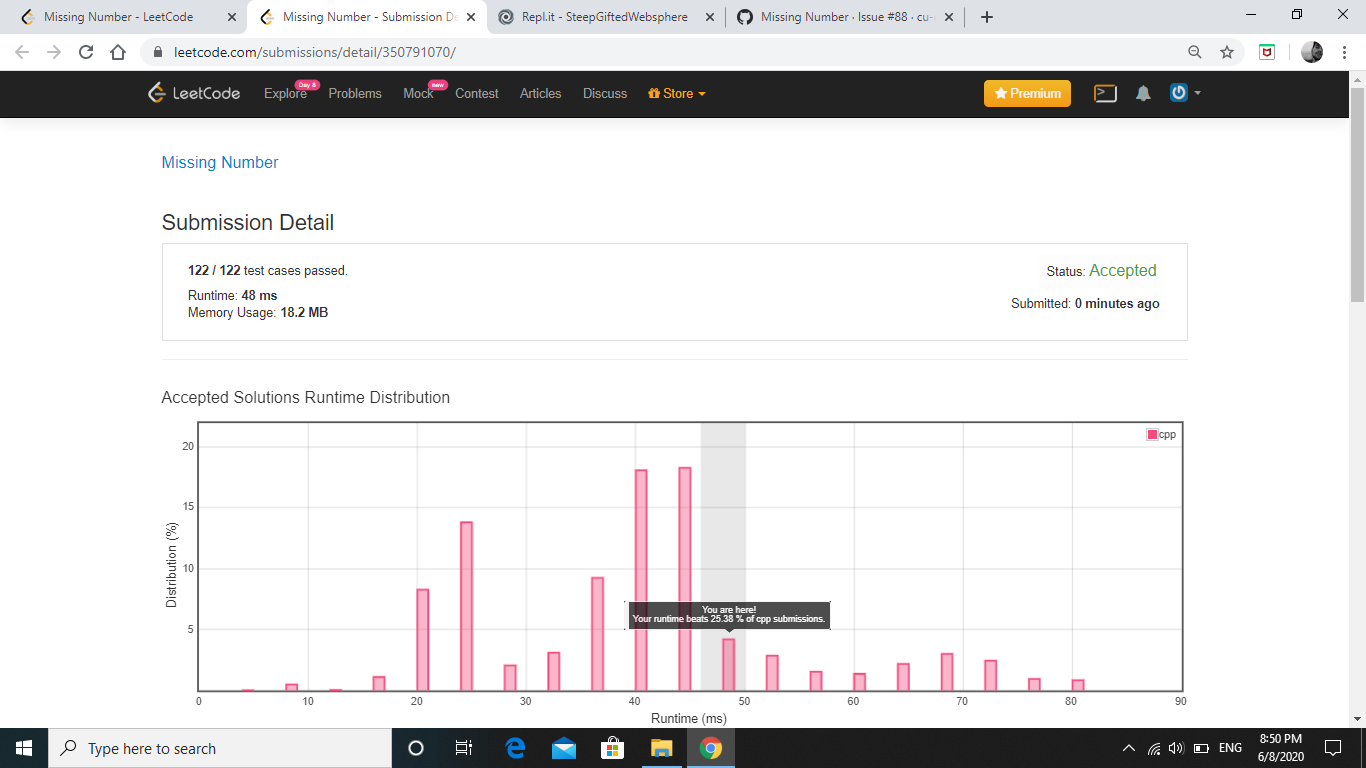 Missing Number - LeetCode
Missing Number - Submission De
Repl.it - SteepGiftedWebsphere
Missing Number · Issue #88 · cu-
leetcode.com/submissions/detail/350791070/
LeetCode
Explore
Day 8
Problems
Mock
new
Contest
Articles
Discuss
Store
Premium
Missing Number
Submission Detail
122 / 122 test cases passed.
Status: Accepted
Runtime: 48 ms
Submitted: 0 minutes ago
Memory Usage: 18.2 MB
Accepted Solutions Runtime Distribution
cpp
20
15
10
5
Distribution (%)
You are here!
Your runtime beats 25.38 % of cpp submissions.
0 10 20 30 40 50 60 70 80 90
Runtime (ms)
Type here to search
ENG
8:50 PM
6/8/2020